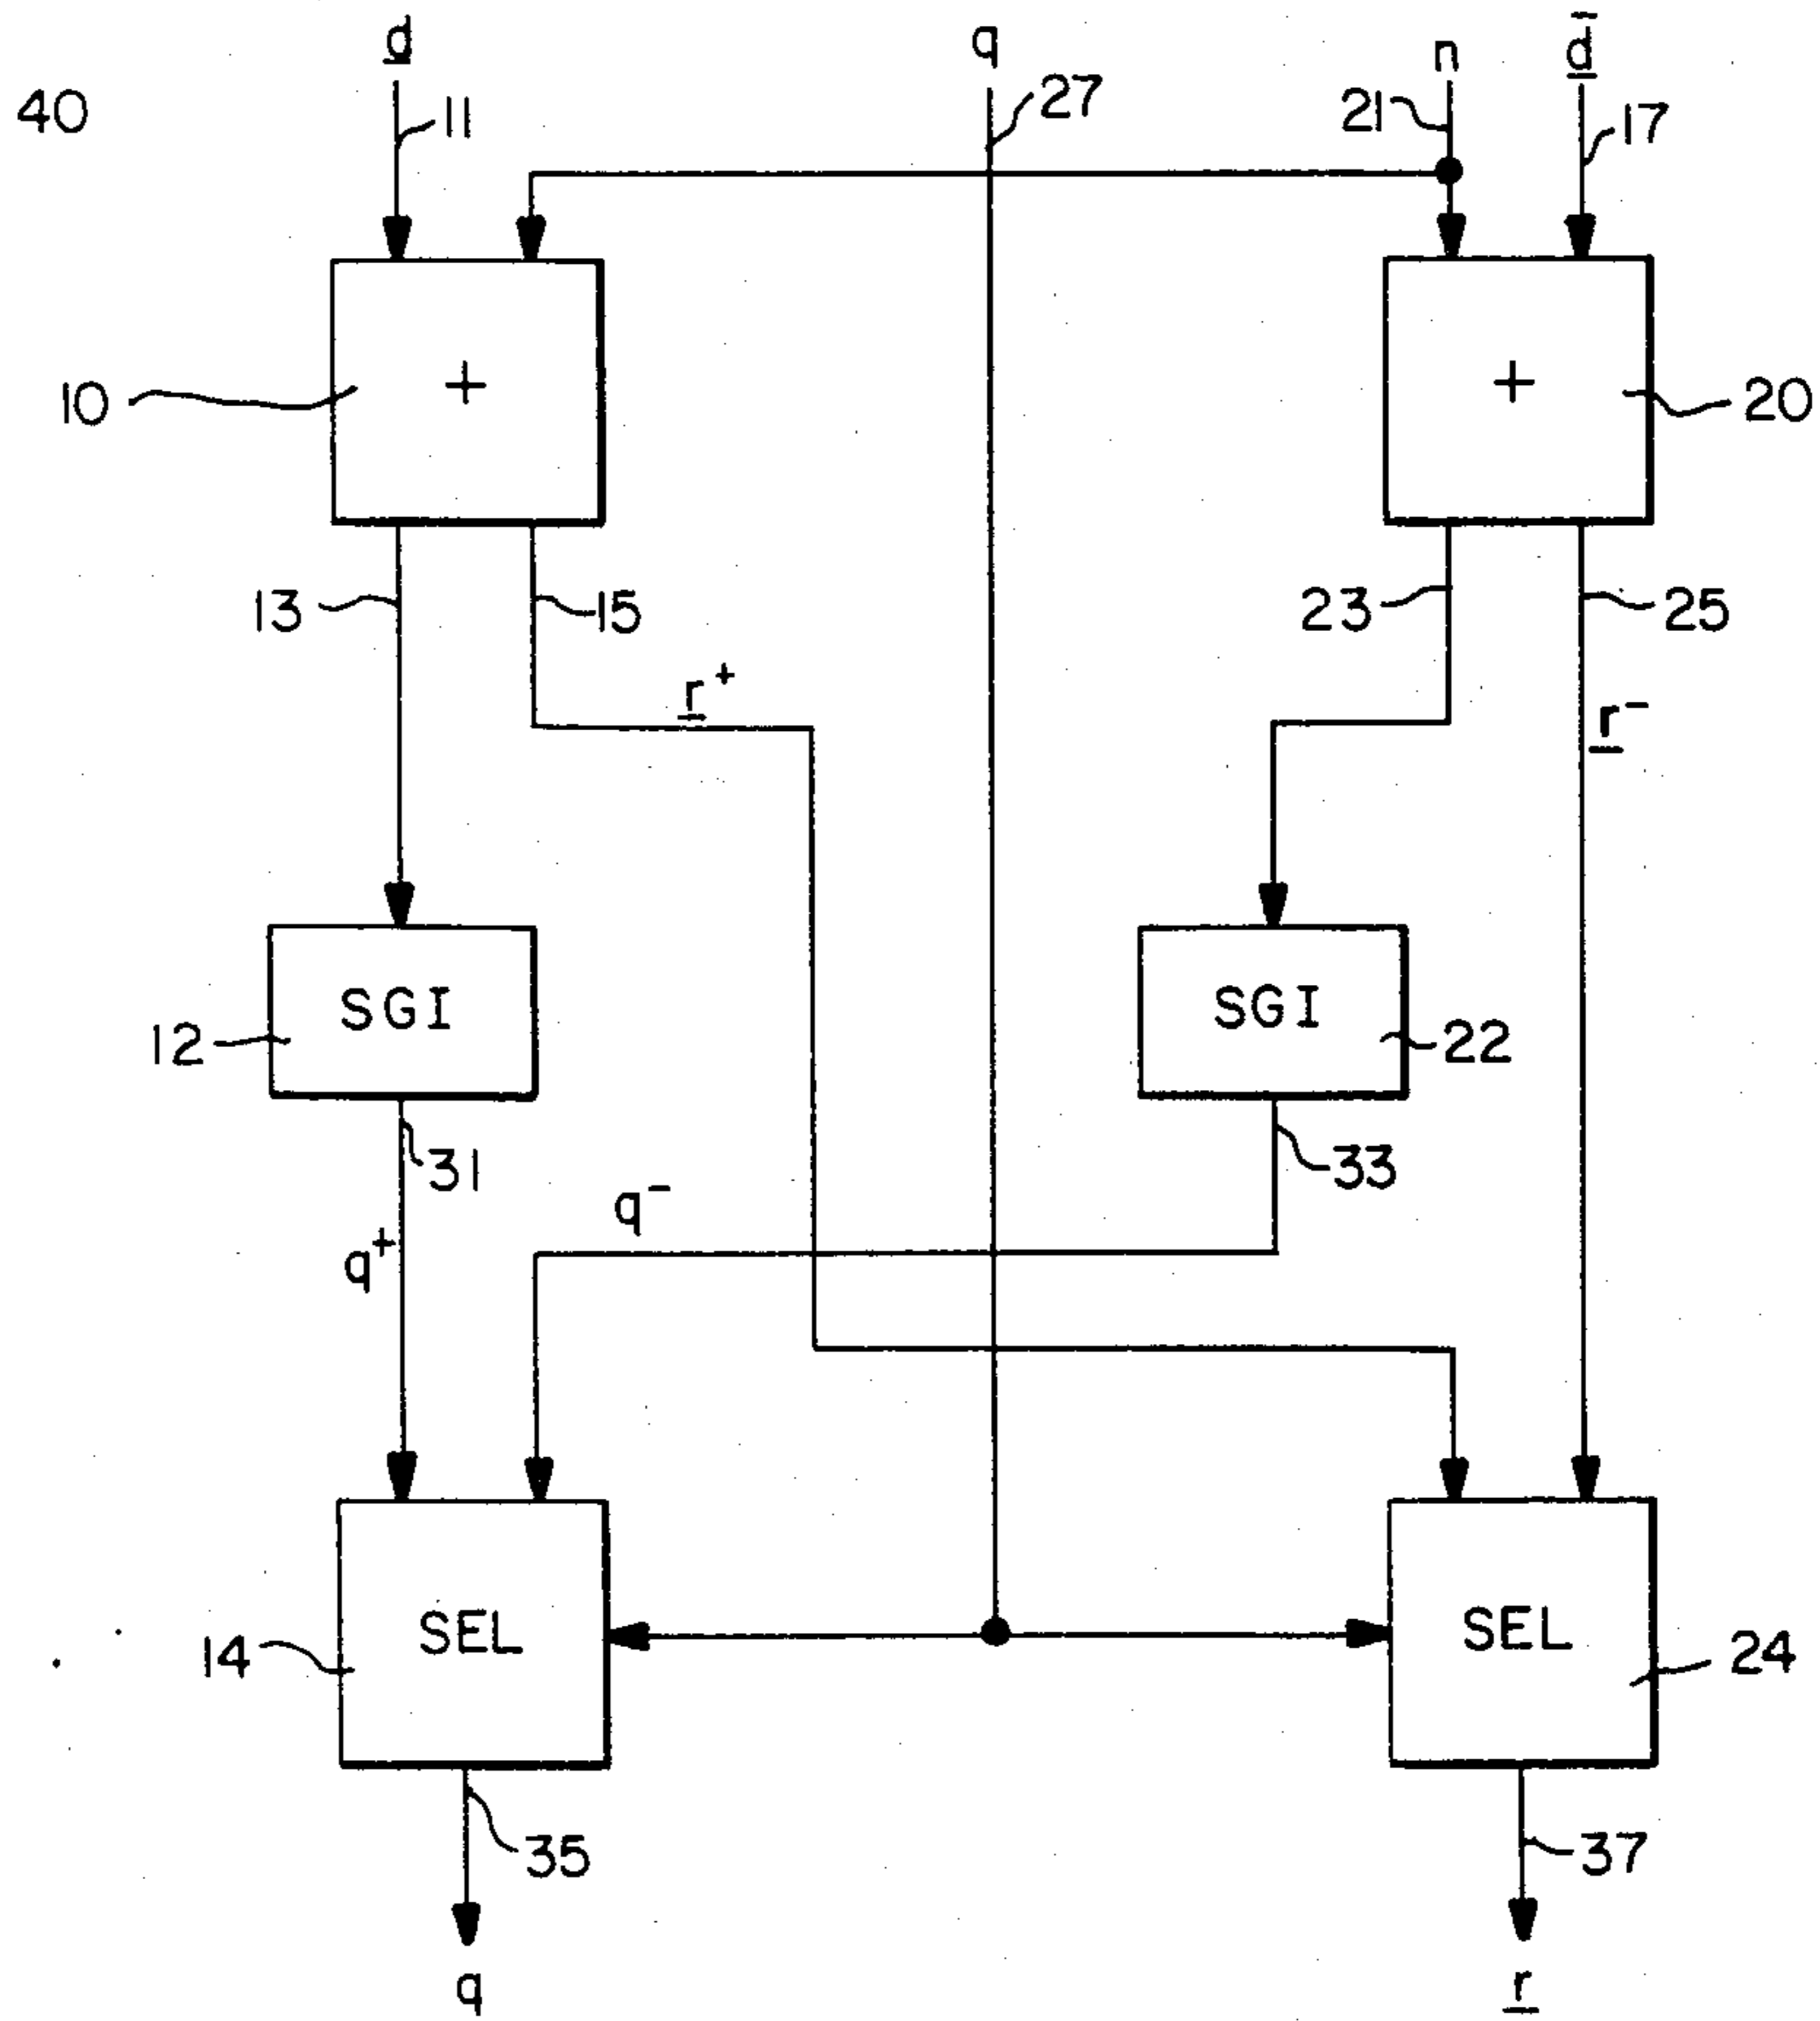 d q n d̄
40 11 27 21 17
10 + + 20
13 15 23 25
r⁺ r⁻
SGI SGI
12 22
31 33
q⁻
q⁺
SEL SEL
14 24
35 37
q r